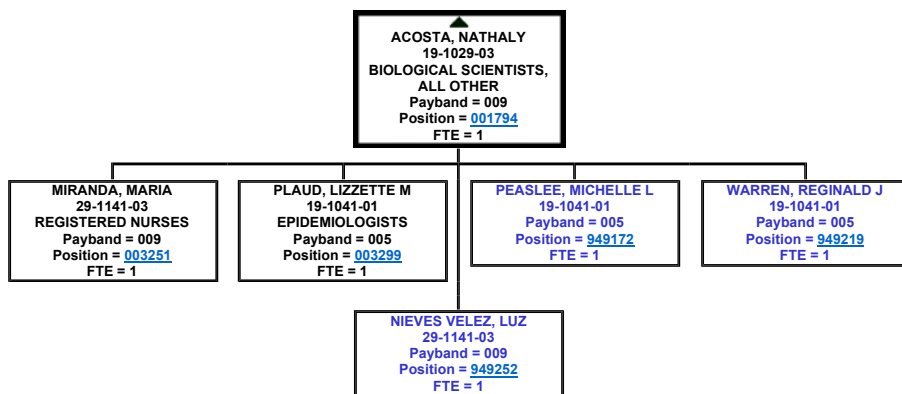 ACOSTA, NATHALY
19-1029-03
BIOLOGICAL SCIENTISTS,
ALL OTHER
Payband = 009
Position = 001794
FTE = 1
MIRANDA, MARIA
29-1141-03
REGISTERED NURSES
Payband = 009
Position = 003251
FTE = 1
PLAUD, LIZZETTE M
19-1041-01
EPIDEMIOLOGISTS
Payband = 005
Position = 003299
FTE = 1
PEASLEE, MICHELLE L
19-1041-01
Payband = 005
Position = 949172
FTE = 1
WARREN, REGINALD J
19-1041-01
Payband = 005
Position = 949219
FTE = 1
NIEVES VELEZ, LUZ
29-1141-03
Payband = 009
Position = 949252
FTE = 1